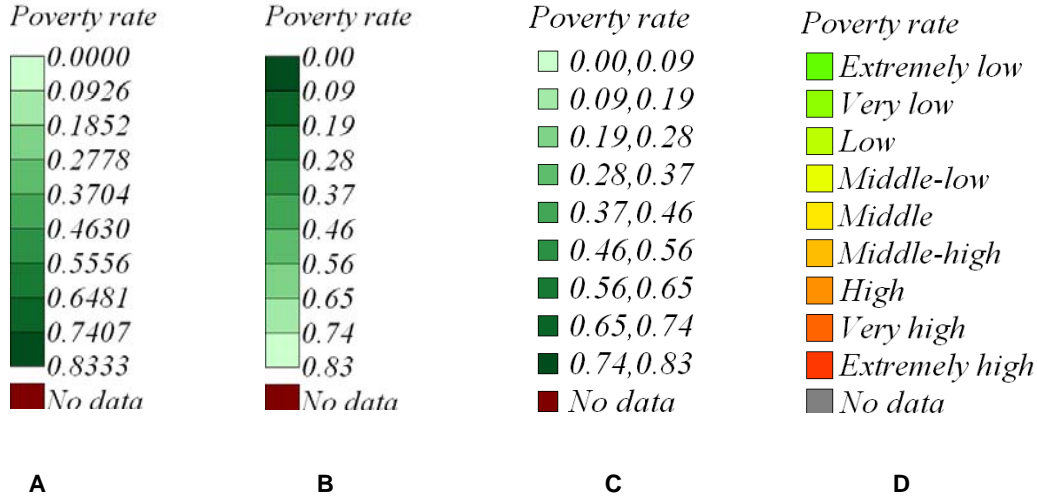 Poverty rate
0.0000
0.0926
0.1852
0.2778
0.3704
0.4630
0.5556
0.6481
0.7407
0.8333
No data
A
Poverty rate
0.00
0.09
0.19
0.28
0.37
0.46
0.56
0.65
0.74
0.83
No data
B
Poverty rate
0.00,0.09
0.09,0.19
0.19,0.28
0.28,0.37
0.37,0.46
0.46,0.56
0.56,0.65
0.65,0.74
0.74,0.83
No data
C
Poverty rate
Extremely low
Very low
Low
Middle-low
Middle
Middle-high
High
Very high
Extremely high
No data
D